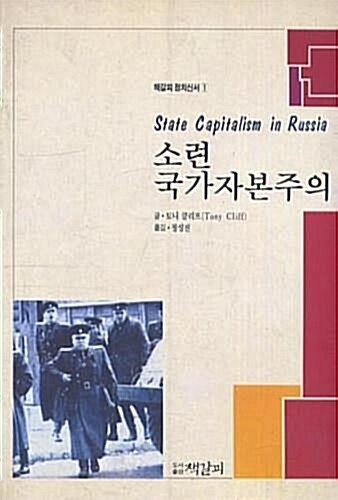 책갈피 정치신서 1
State Capitalism in Russia
소련
국가자본주의
글·토니 클리프(Tony Cliff)
옮김·정성진
도서
출판 책갈피